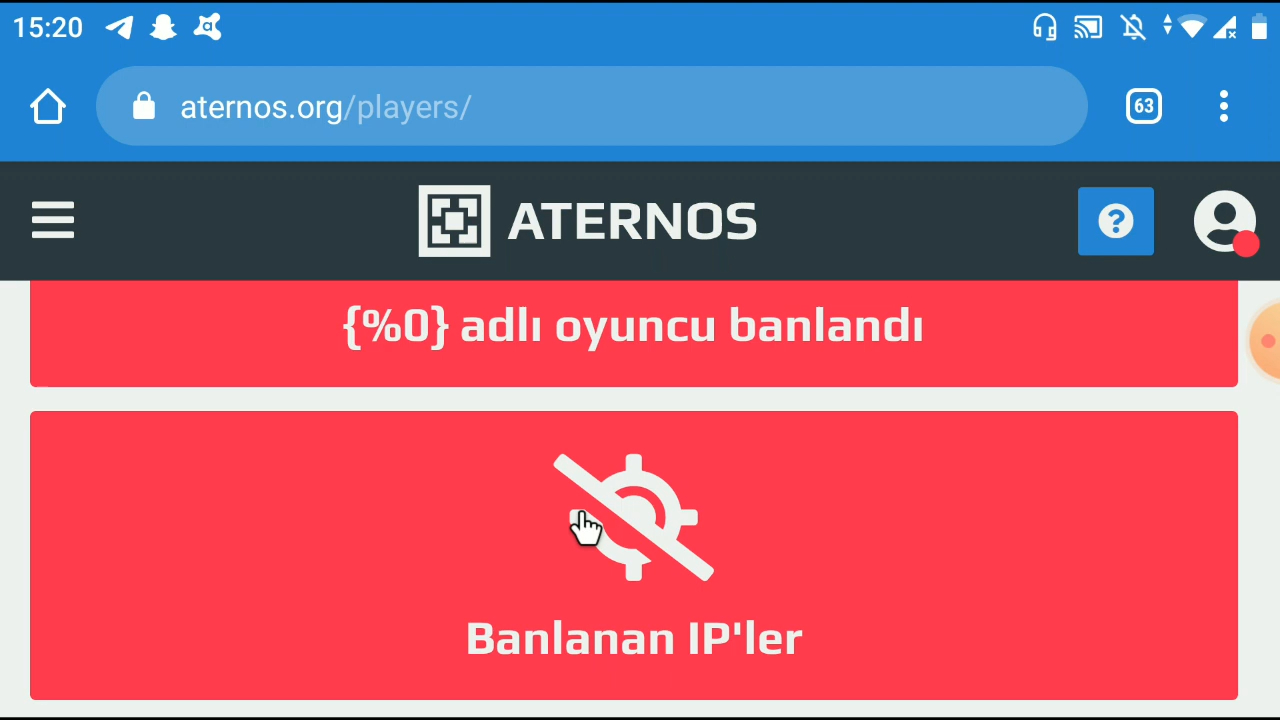 15:20
aternos.org/players/
63
ATERNOS
?
{%0} adlı oyuncu banlandı
Banlanan IP'ler